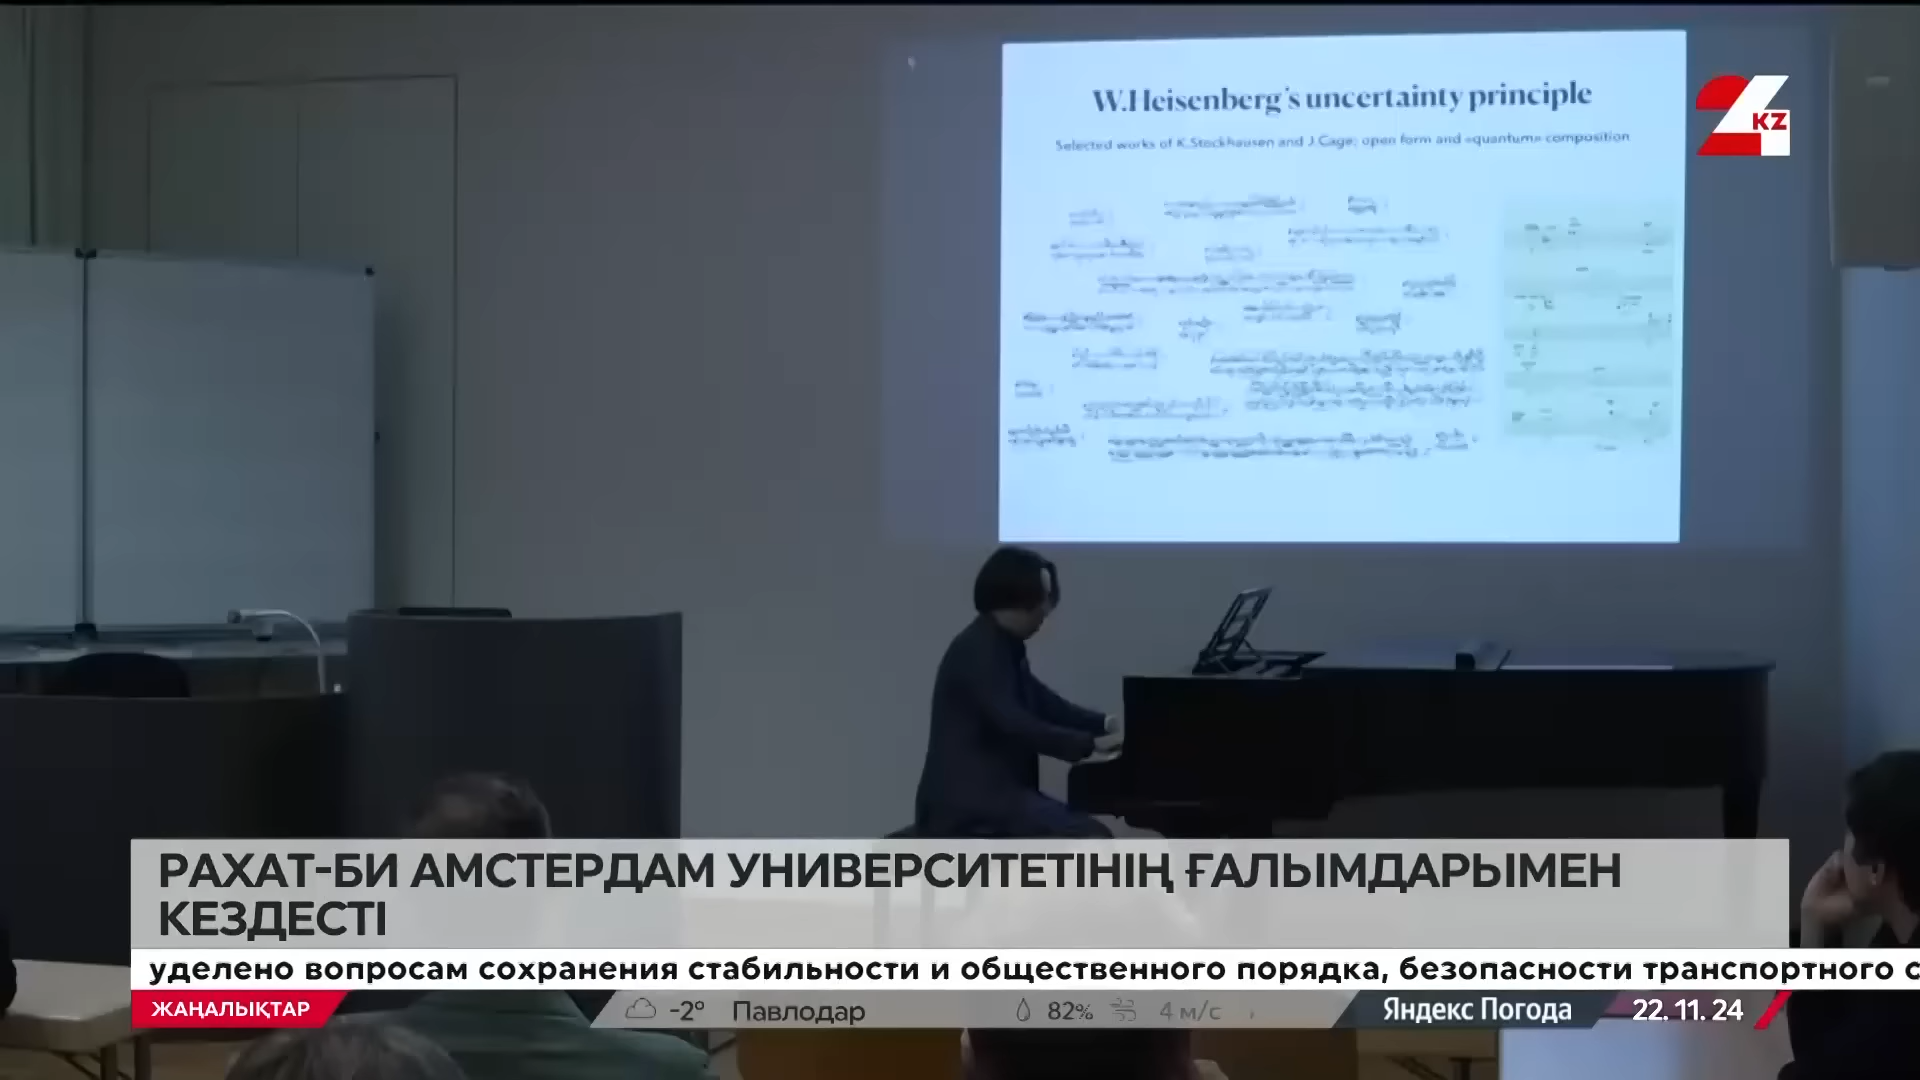 W.Heisenberg's uncertainty principle
Selected works of K.Stockhausen and J.Cage: open form and «quantum» composition
24 KZ
РАХАТ-БИ АМСТЕРДАМ УНИВЕРСИТЕТІНІҢ ҒАЛЫМДАРЫМЕН
КЕЗДЕСТІ
уделено вопросам сохранения стабильности и общественного порядка, безопасности транспортного с
ЖАҢАЛЫҚТАР -2° Павлодар 82% 4 м/с Яндекс Погода 22. 11. 24